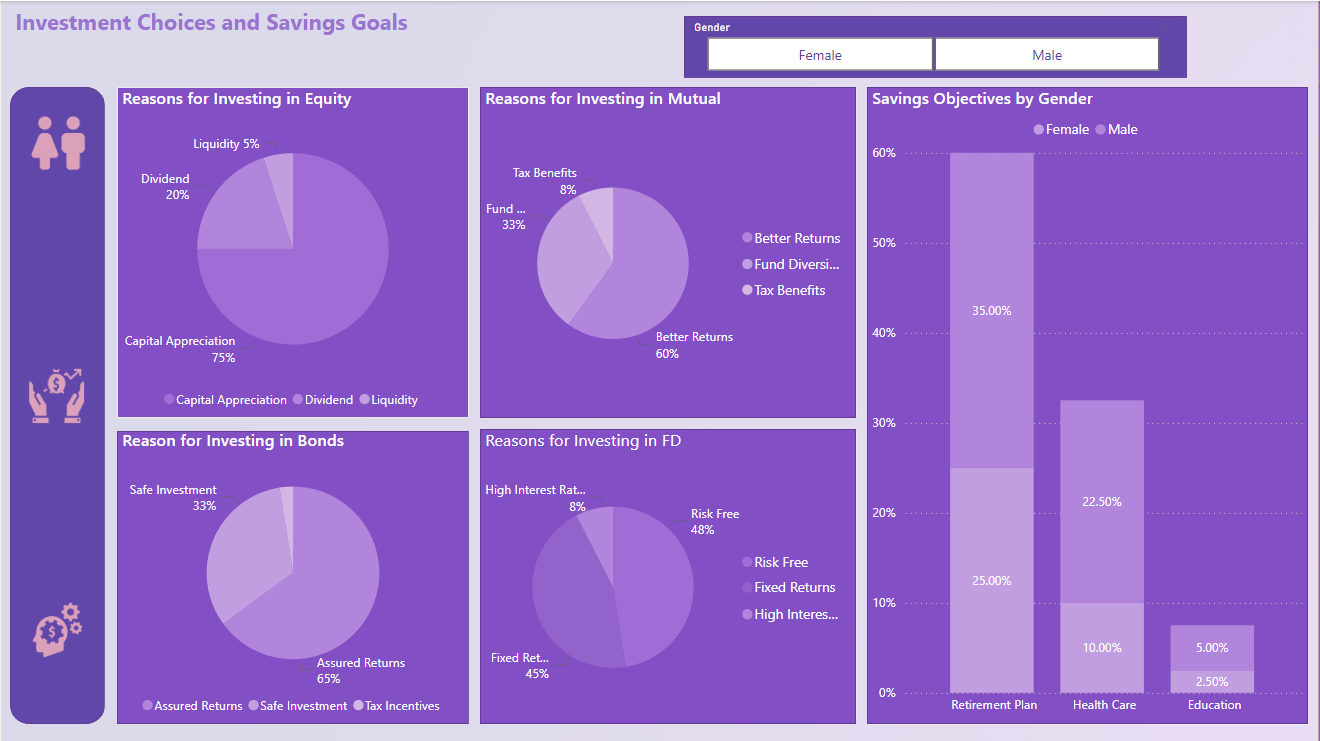 Investment Choices and Savings Goals
Gender
Female
Male
Reasons for Investing in Equity
Liquidity 5%
Dividend
20%
Capital Appreciation
75%
Capital Appreciation Dividend Liquidity
Reasons for Investing in Mutual
Tax Benefits
8%
Fund ...
33%
Better Returns
60%
Better Returns
Fund Diversi...
Tax Benefits
Savings Objectives by Gender
Female Male
60%
50%
40%
30%
20%
10%
0%
35.00%
25.00%
22.50%
10.00%
5.00%
2.50%
Retirement Plan
Health Care
Education
Reason for Investing in Bonds
Safe Investment
33%
Assured Returns
65%
Assured Returns Safe Investment Tax Incentives
Reasons for Investing in FD
High Interest Rat...
8%
Risk Free
48%
Fixed Ret...
45%
Risk Free
Fixed Returns
High Interes...
$
$